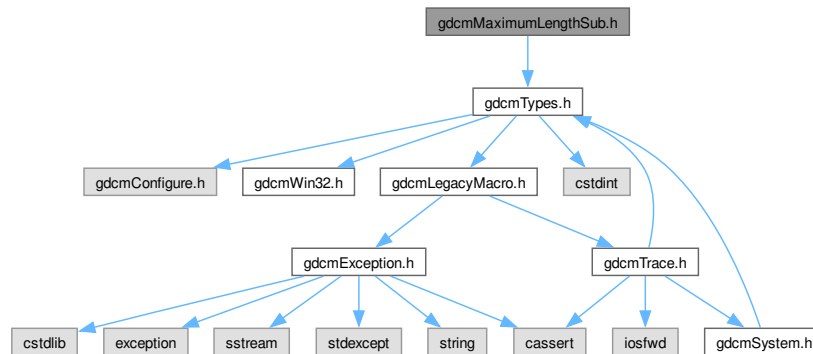 gdcmMaximumLengthSub.h
gdcmTypes.h
gdcmConfigure.h
gdcmWin32.h
gdcmLegacyMacro.h
cstdint
gdcmException.h
gdcmTrace.h
cstdlib
exception
sstream
stdexcept
string
cassert
iosfwd
gdcmSystem.h